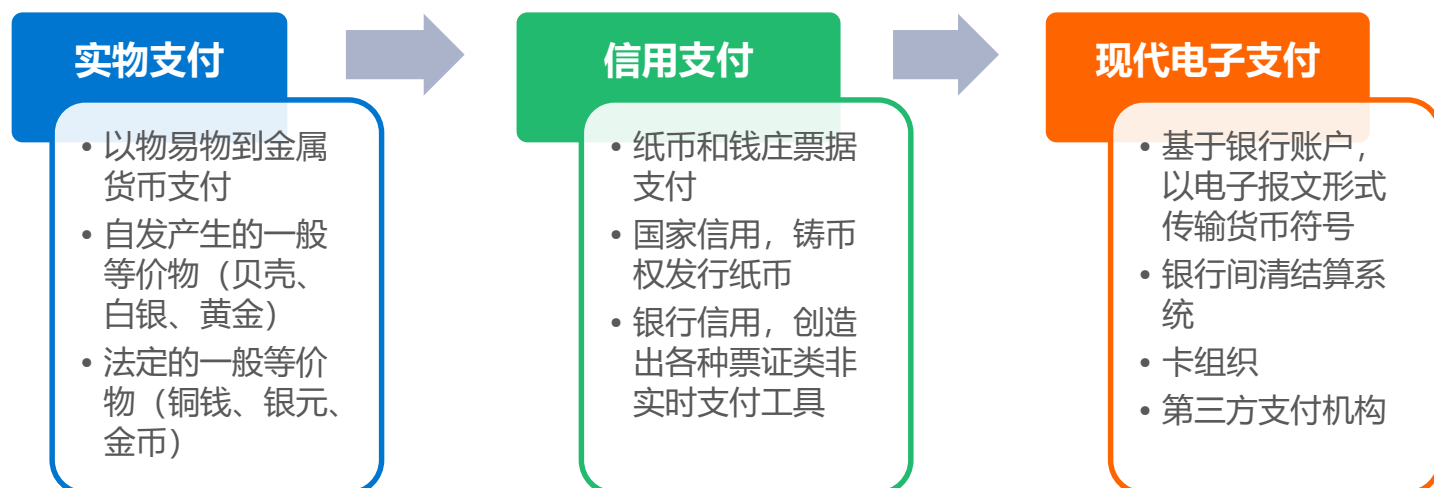 实物支付
• 以物易物到金属
货币支付
• 自发产生的一般
等价物（贝壳、
白银、黄金）
• 法定的一般等价
物（铜钱、银元、
金币）
信用支付
• 纸币和钱庄票据
支付
• 国家信用，铸币
权发行纸币
• 银行信用，创造
出各种票证类非
实时支付工具
现代电子支付
• 基于银行账户，
以电子报文形式
传输货币符号
• 银行间清结算系
统
• 卡组织
• 第三方支付机构